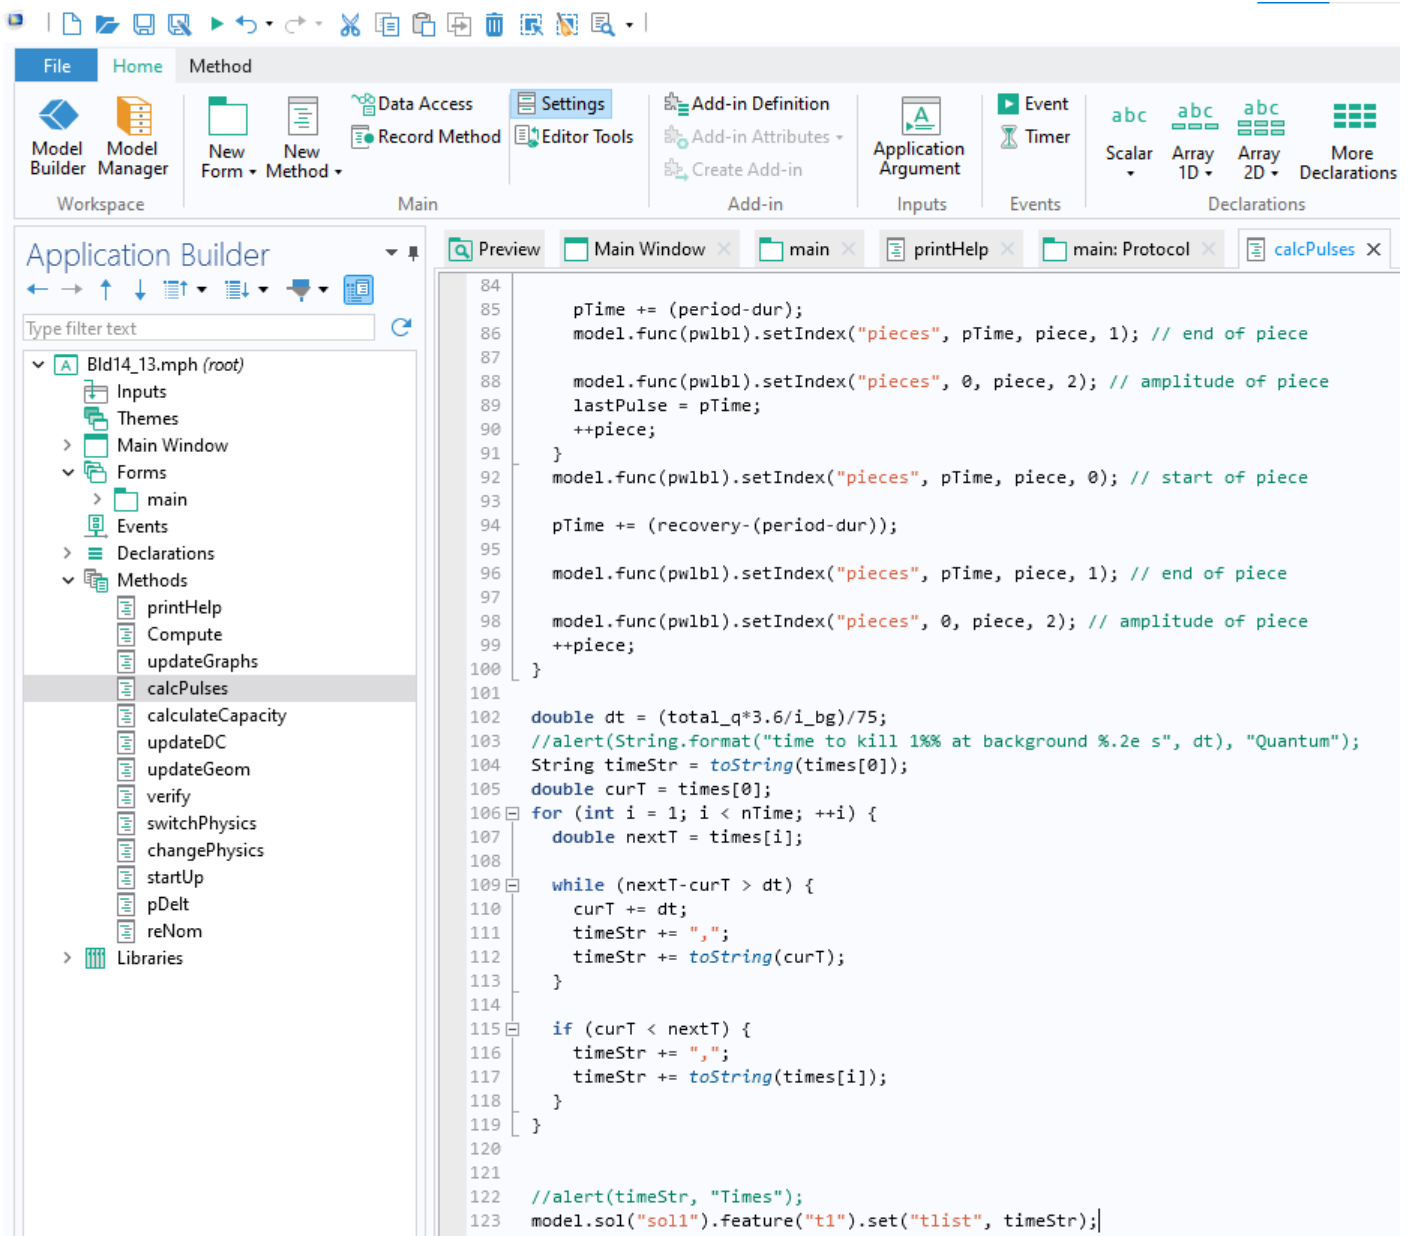 File Home Method
Model Builder
Model Manager
Workspace
New Form
New Method
Data Access
Record Method
Settings
Editor Tools
Main
Add-in Definition
Add-in Attributes
Create Add-in
Add-in
A
Application Argument
Inputs
Event
Timer
Events
abc
Scalar
abc
Array 1D
abc
Array 2D
More Declarations
Declarations
Application Builder
Type filter text
A Bld14_13.mph (root)
Inputs
Themes
Main Window
Forms
main
Events
Declarations
Methods
printHelp
Compute
updateGraphs
calcPulses
calculateCapacity
updateDC
updateGeom
verify
switchPhysics
changePhysics
startUp
pDelt
reNom
Libraries
Preview Main Window main printHelp main: Protocol calcPulses
84
85 pTime += (period-dur);
86 model.func(pwlbl).setIndex("pieces", pTime, piece, 1); // end of piece
87
88 model.func(pwlbl).setIndex("pieces", 0, piece, 2); // amplitude of piece
89 lastPulse = pTime;
90 ++piece;
91 }
92 model.func(pwlbl).setIndex("pieces", pTime, piece, 0); // start of piece
93
94 pTime += (recovery-(period-dur));
95
96 model.func(pwlbl).setIndex("pieces", pTime, piece, 1); // end of piece
97
98 model.func(pwlbl).setIndex("pieces", 0, piece, 2); // amplitude of piece
99 ++piece;
100 }
101
102 double dt = (total_q*3.6/i_bg)/75;
103 //alert(String.format("time to kill 1%% at background %.2e s", dt), "Quantum");
104 String timeStr = toString(times[0]);
105 double curT = times[0];
106 for (int i = 1; i < nTime; ++i) {
107 double nextT = times[i];
108
109 while (nextT-curT > dt) {
110 curT += dt;
111 timeStr += ",";
112 timeStr += toString(curT);
113 }
114
115 if (curT < nextT) {
116 timeStr += ",";
117 timeStr += toString(times[i]);
118 }
119 }
120
121
122 //alert(timeStr, "Times");
123 model.sol("sol1").feature("t1").set("tlist", timeStr);